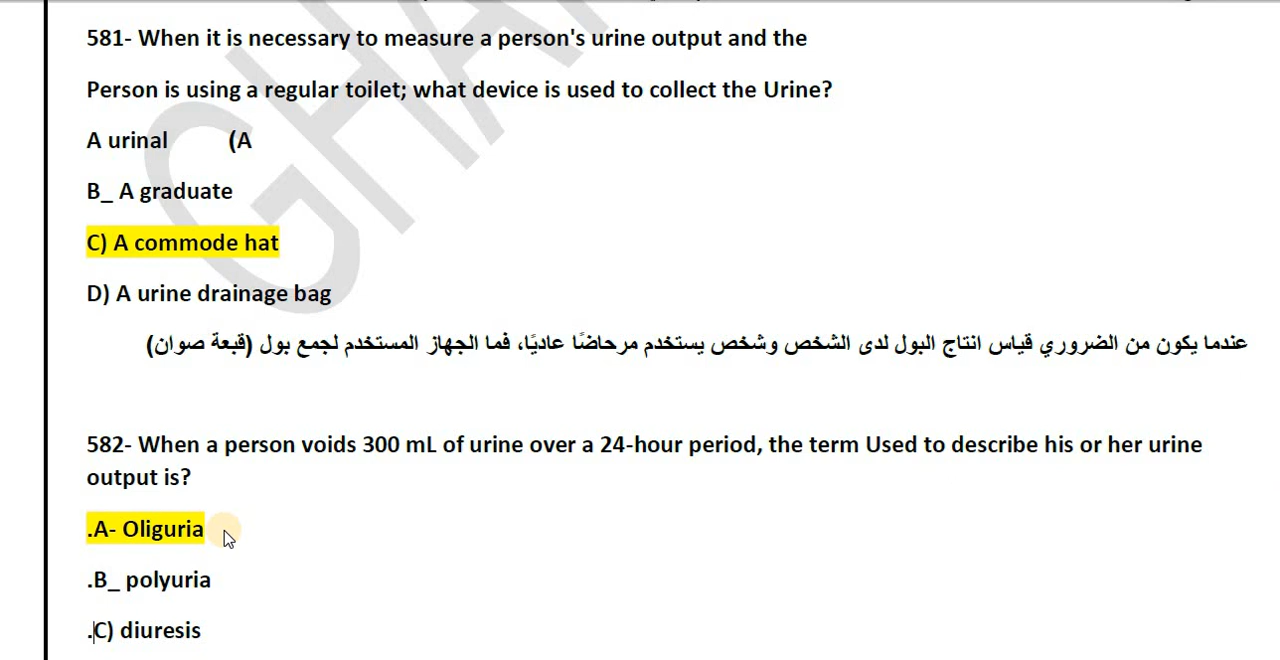 581- When it is necessary to measure a person's urine output and the
Person is using a regular toilet; what device is used to collect the Urine?
A urinal (A
B_ A graduate
C) A commode hat
D) A urine drainage bag
عندما يكون من الضروري قياس انتاج البول لدى الشخص وشخص يستخدم مرحاضًا عاديًا، فما الجهاز المستخدم لجمع بول (قبعة صوان)
582- When a person voids 300 mL of urine over a 24-hour period, the term Used to describe his or her urine
output is?
.A- Oliguria
.B_ polyuria
.C) diuresis